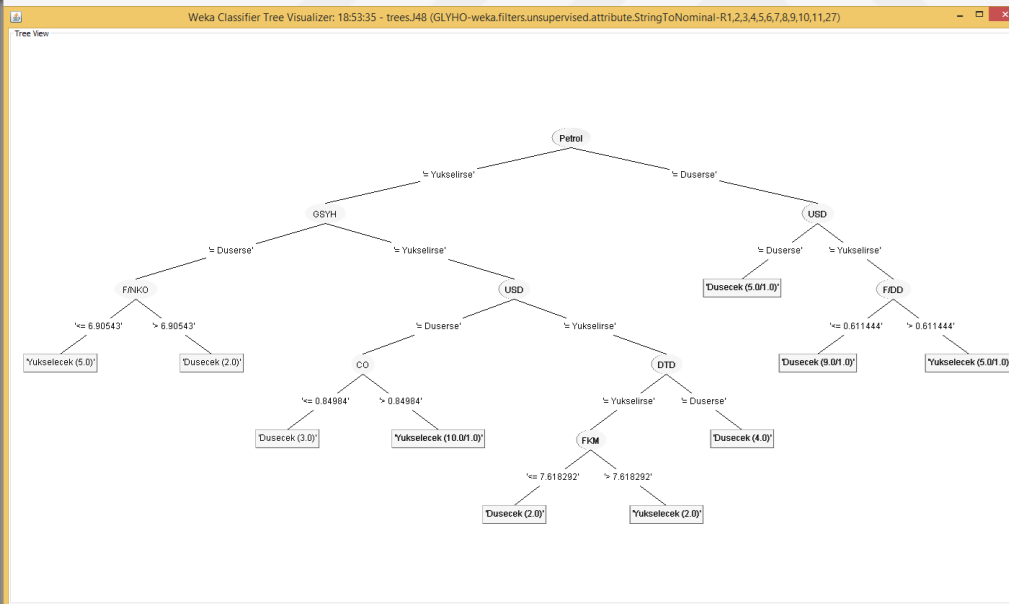 Weka Classifier Tree Visualizer: 18:53:35 - trees.J48 (GLYHO-weka.filters.unsupervised.attribute.StringToNominal-R1,2,3,4,5,6,7,8,9,10,11,27)
Tree View
Petrol
'= Yukselirse' '= Duserse'
GSYH USD
'= Duserse' '= Yukselirse' '= Duserse' '= Yukselirse'
F/NKO USD 'Dusecek (5.0/1.0)' F/DD
'<= 6.90543' '> 6.90543' '= Duserse' '= Yukselirse' '<= 0.611444' '> 0.611444'
'Yukselecek (5.0)' 'Dusecek (2.0)' CO DTD 'Dusecek (9.0/1.0)' 'Yukselecek (5.0/1.0)'
'<= 0.84984' '> 0.84984' '= Yukselirse' '= Duserse'
'Dusecek (3.0)' 'Yukselecek (10.0/1.0)' FKM 'Dusecek (4.0)'
'<= 7.618292' '> 7.618292'
'Dusecek (2.0)' 'Yukselecek (2.0)'